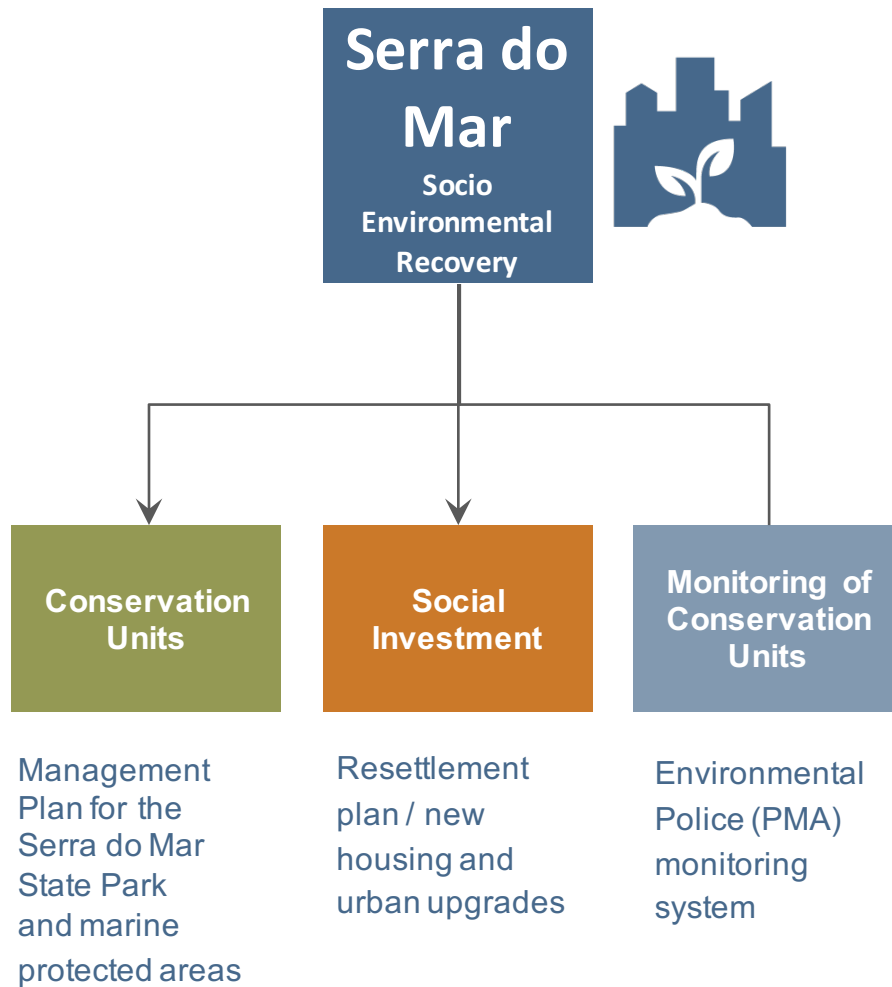 Serra do
Mar
Socio
Environmental
Recovery
Conservation
Units
Social
Investment
Monitoring of
Conservation
Units
Management
Plan for the
Serra do Mar
State Park
and marine
protected areas
Resettlement
plan / new
housing and
urban upgrades
Environmental
Police (PMA)
monitoring
system